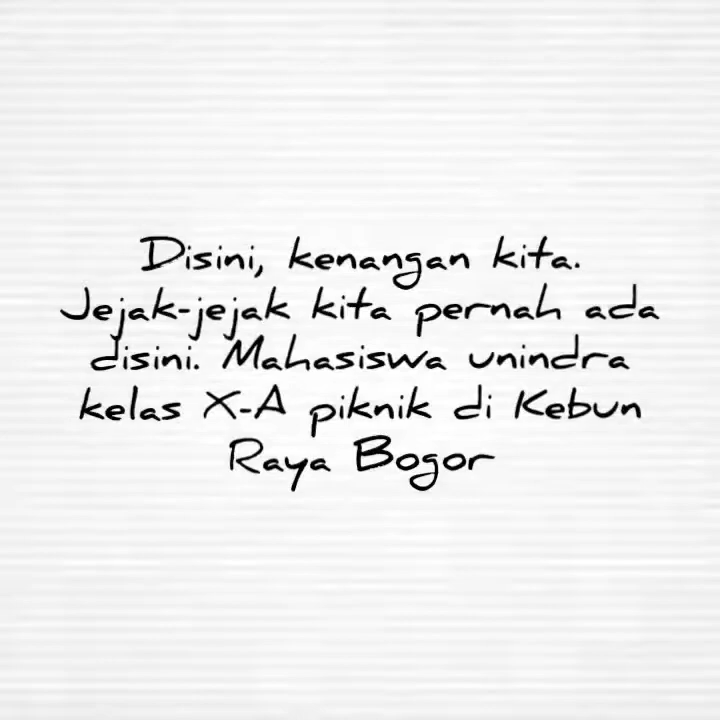 Disini, kenangan kita.
Jejak-jejak kita pernah ada
disini. Mahasiswa unindra
kelas X-A piknik di Kebun
Raya Bogor